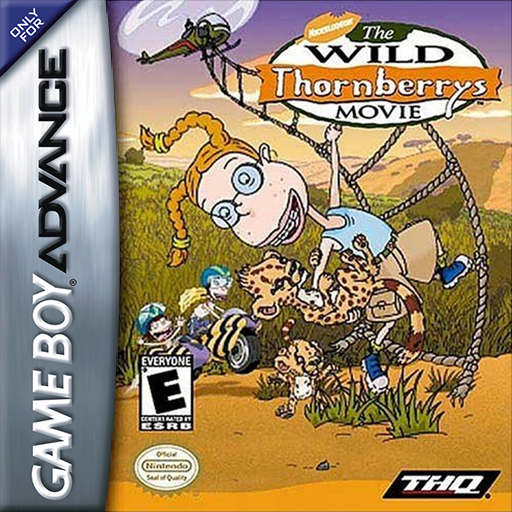 ONLY
FOR
GAME BOY ADVANCE
NICKELODEON
The
WILD
Thornberrys
MOVIE
TM
EVERYONE
E
CONTENT RATED BY
ESRB
Official
Nintendo
Seal of Quality
THQ